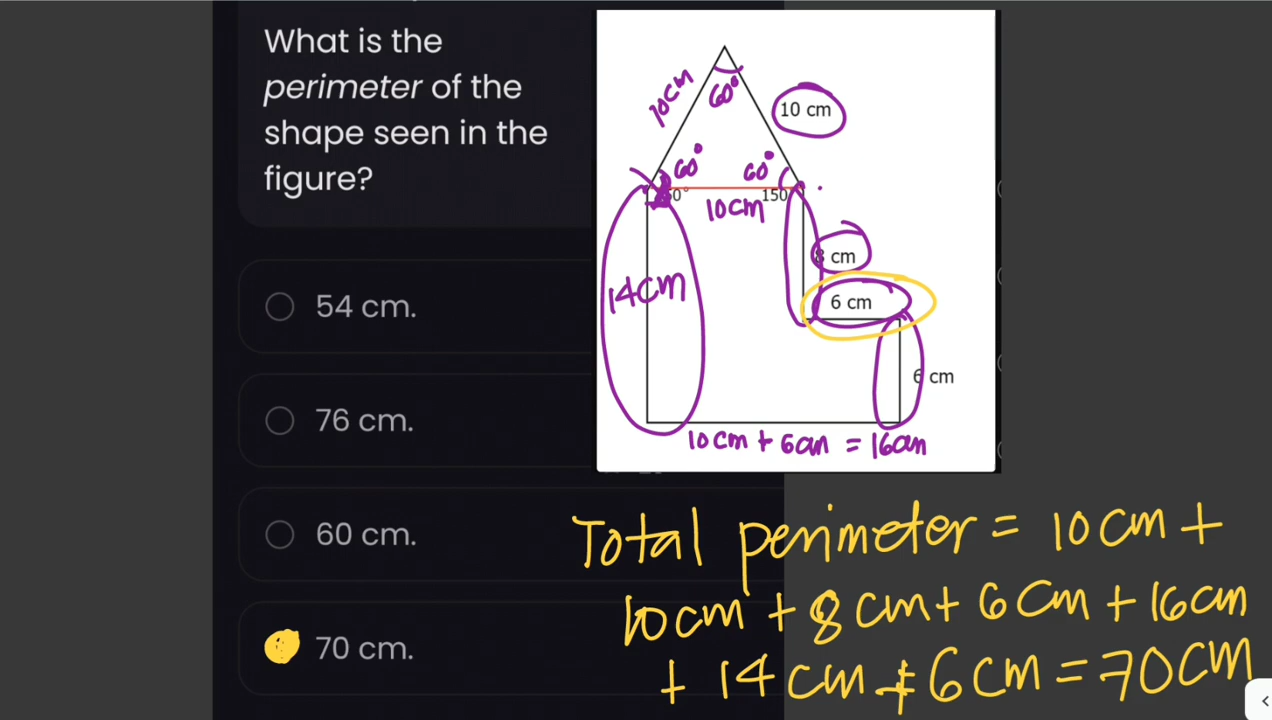 What is the
perimeter of the
shape seen in the
figure?
54 cm.
76 cm.
60 cm.
70 cm.
10cm
60°
10 cm
60°
60°
0°
150
10cm
8 cm
14cm
6 cm
6 cm
10cm + 6cm = 16cm
Total perimeter = 10cm +
10cm + 8cm + 6cm + 16cm
+ 14cm + 6cm = 70cm